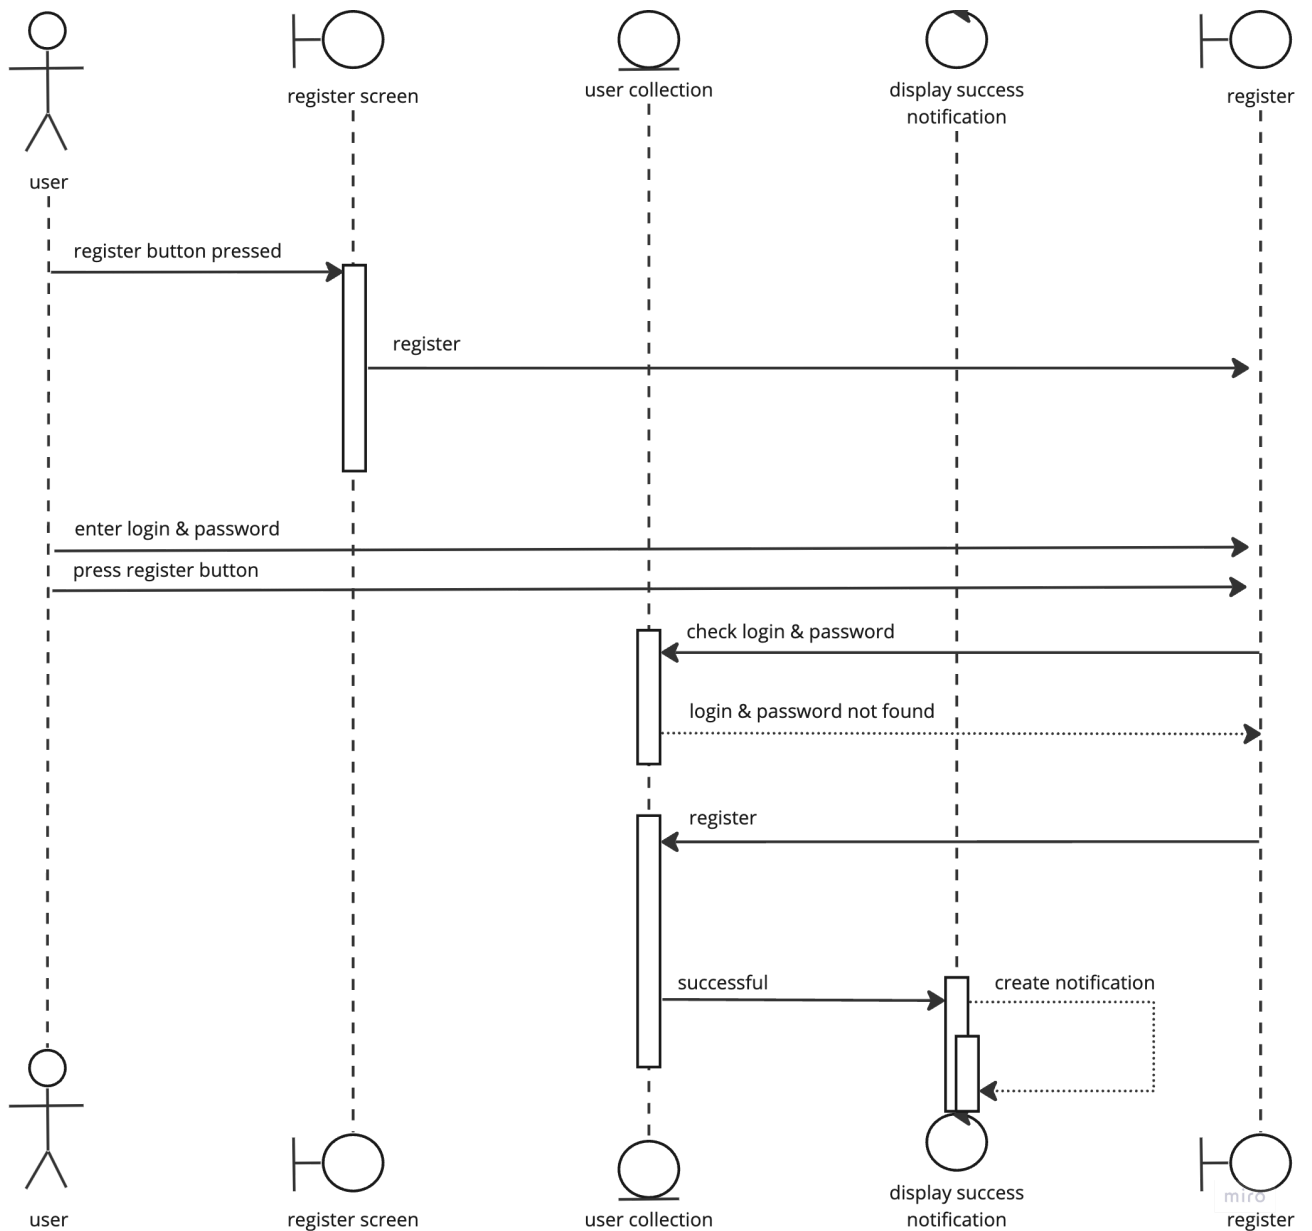 register screen
user collection
display success
notification
register
user
register button pressed
register
enter login & password
press register button
check login & password
login & password not found
register
successful
create notification
miro
user
register screen
user collection
display success
notification
register